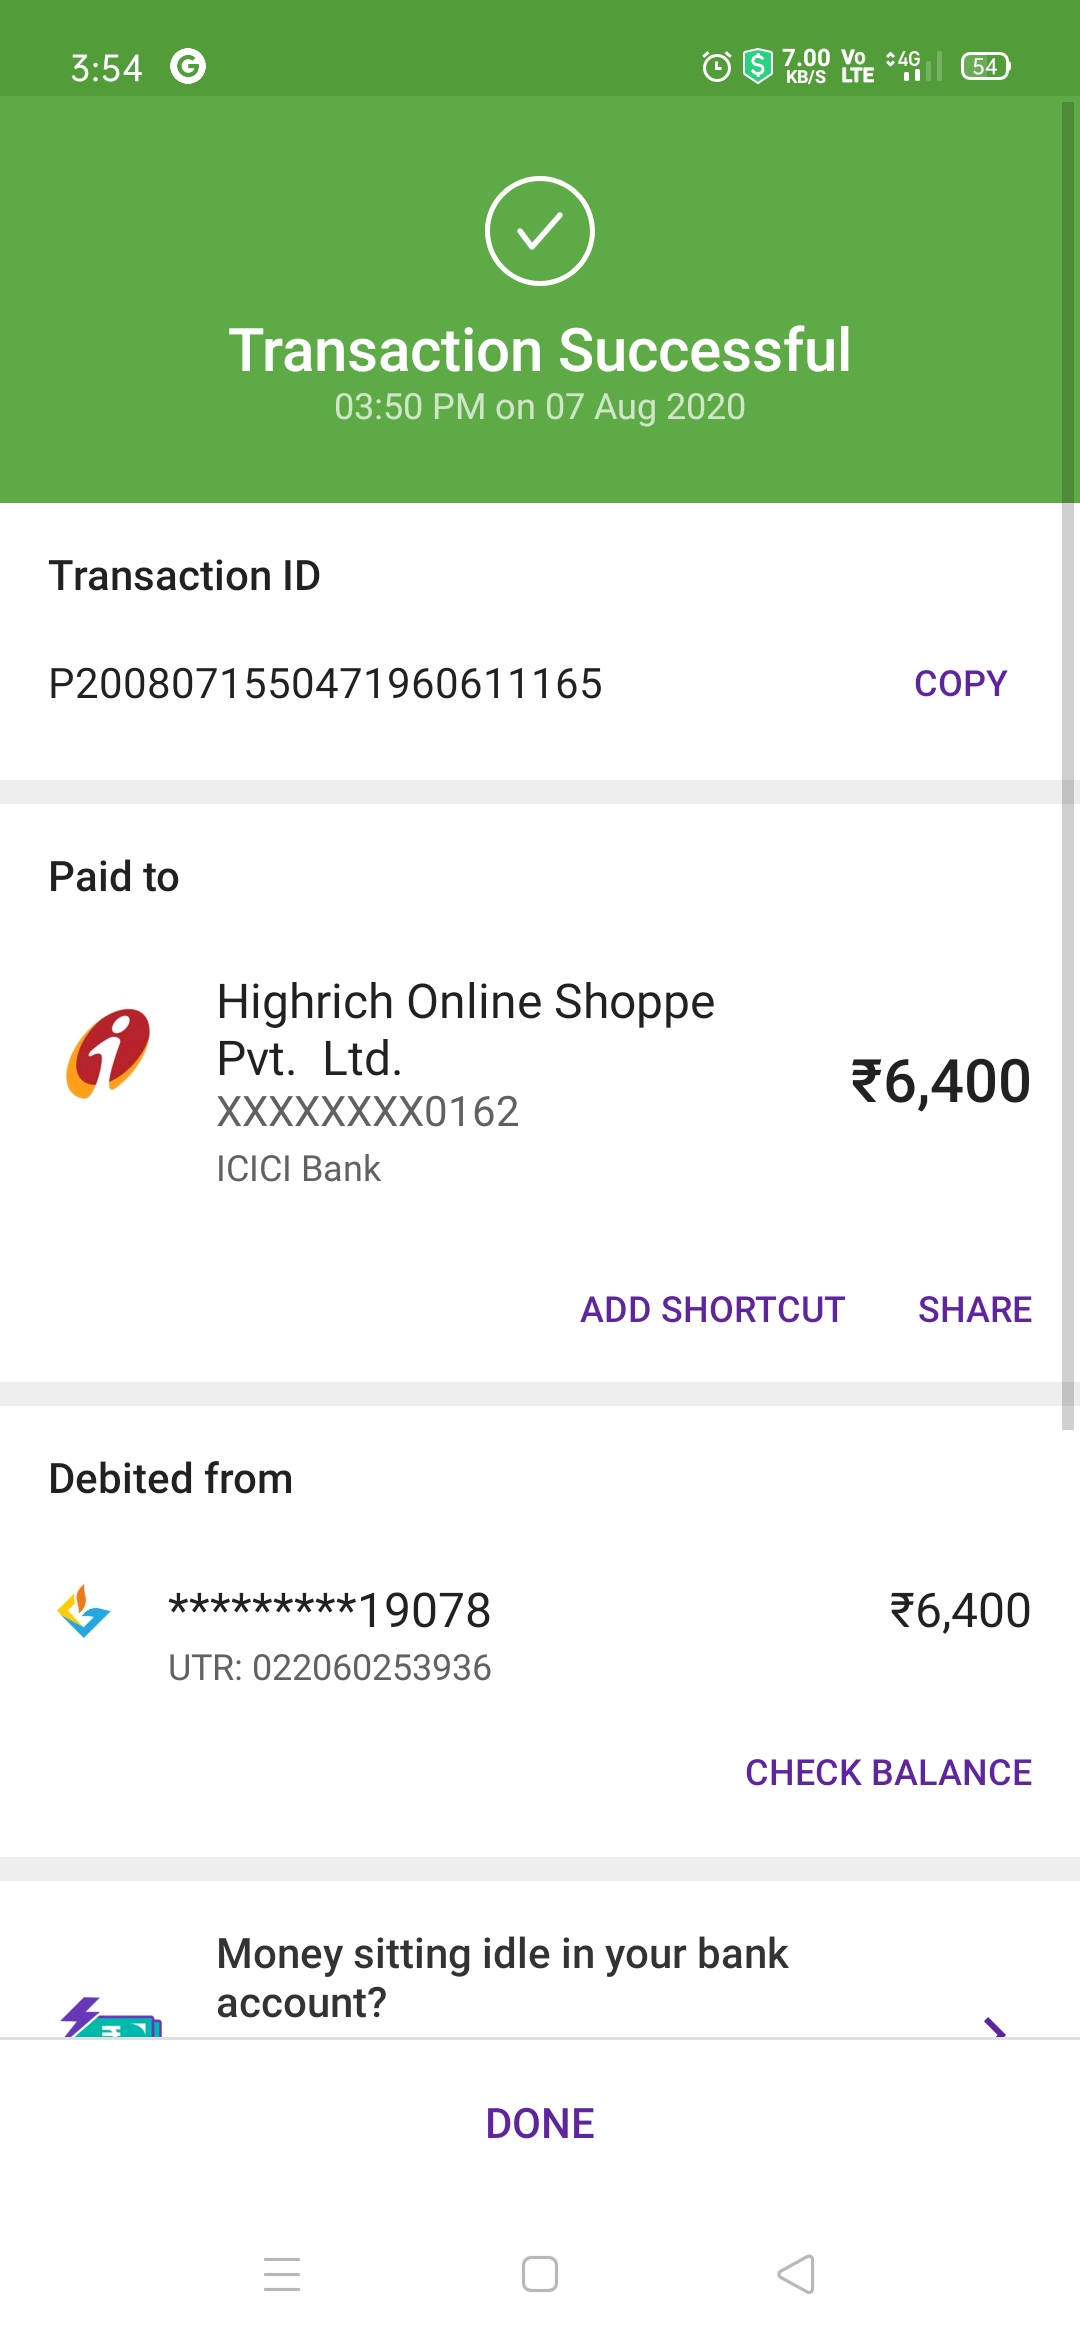 3:54 G 7.00 KB/S Vo LTE 4G 54
Transaction Successful
03:50 PM on 07 Aug 2020
Transaction ID
P2008071550471960611165 COPY
Paid to
Highrich Online Shoppe
Pvt.  Ltd.
₹6,400
XXXXXXXX0162
ICICI Bank
ADD SHORTCUT SHARE
Debited from
*********19078 ₹6,400
UTR: 022060253936
CHECK BALANCE
Money sitting idle in your bank
account?
DONE